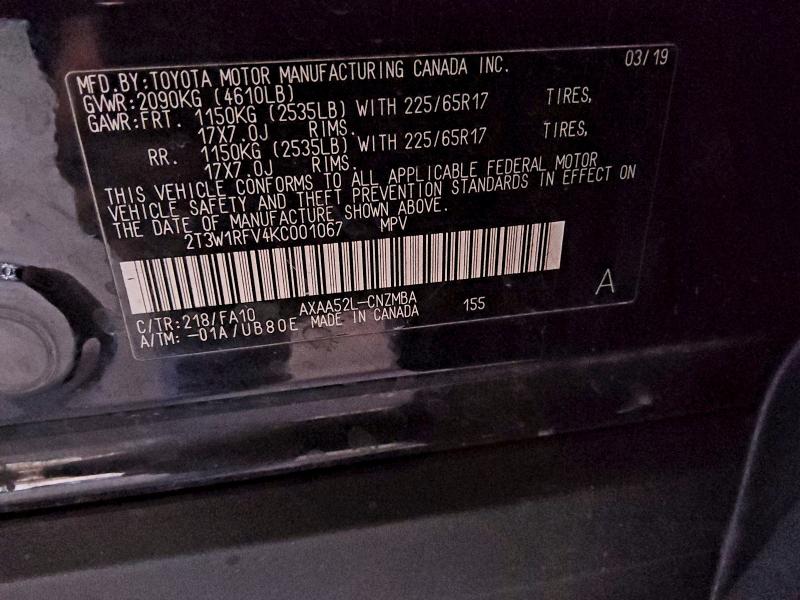 03/19
MFD.BY:TOYOTA MOTOR MANUFACTURING CANADA INC.
GVWR:2090KG (4610LB)
GAWR:FRT. 1150KG (2535LB) WITH 225/65R17 TIRES,
17X7.0J RIMS.
RR. 1150KG (2535LB) WITH 225/65R17 TIRES,
17X7.0J RIMS.
THIS VEHICLE CONFORMS TO ALL APPLICABLE FEDERAL MOTOR
VEHICLE SAFETY AND THEFT PREVENTION STANDARDS IN EFFECT ON
THE DATE OF MANUFACTURE SHOWN ABOVE.
2T3W1RFV4KC001067 MPV
A
C/TR:218/FA10 AXAA52L-CNZMBA 155
A/TM: -01A/UB80E MADE IN CANADA